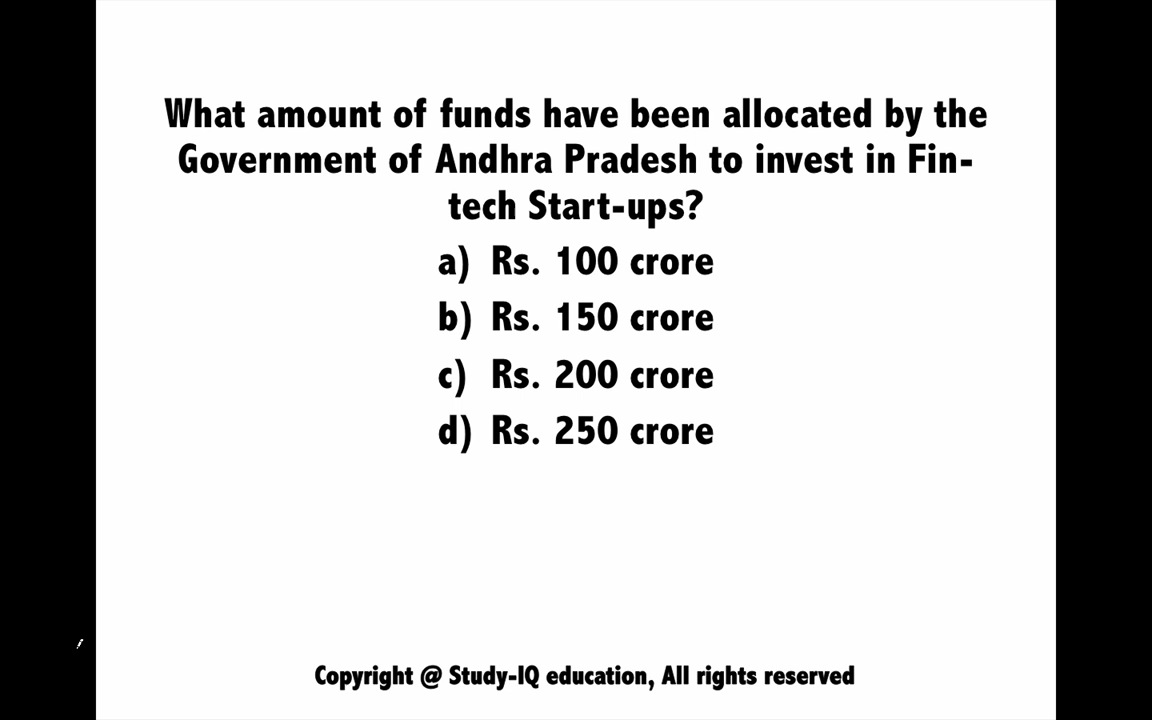 What amount of funds have been allocated by the
Government of Andhra Pradesh to invest in Fin-
tech Start-ups?
a) Rs. 100 crore
b) Rs. 150 crore
c) Rs. 200 crore
d) Rs. 250 crore
Copyright @ Study-IQ education, All rights reserved